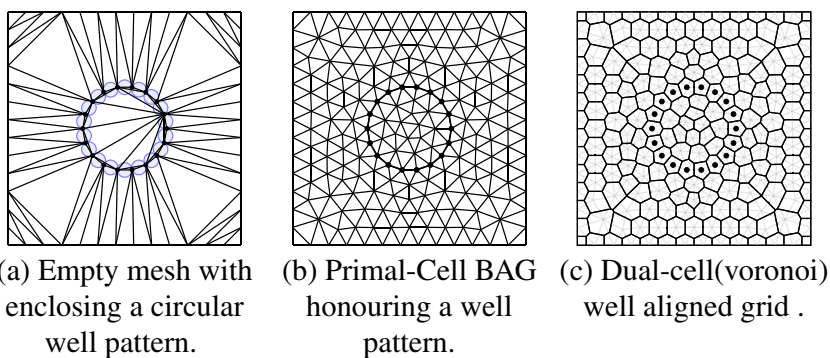 (a) Empty mesh with
enclosing a circular
well pattern.
(b) Primal-Cell BAG
honouring a well
pattern.
(c) Dual-cell(voronoi)
well aligned grid .